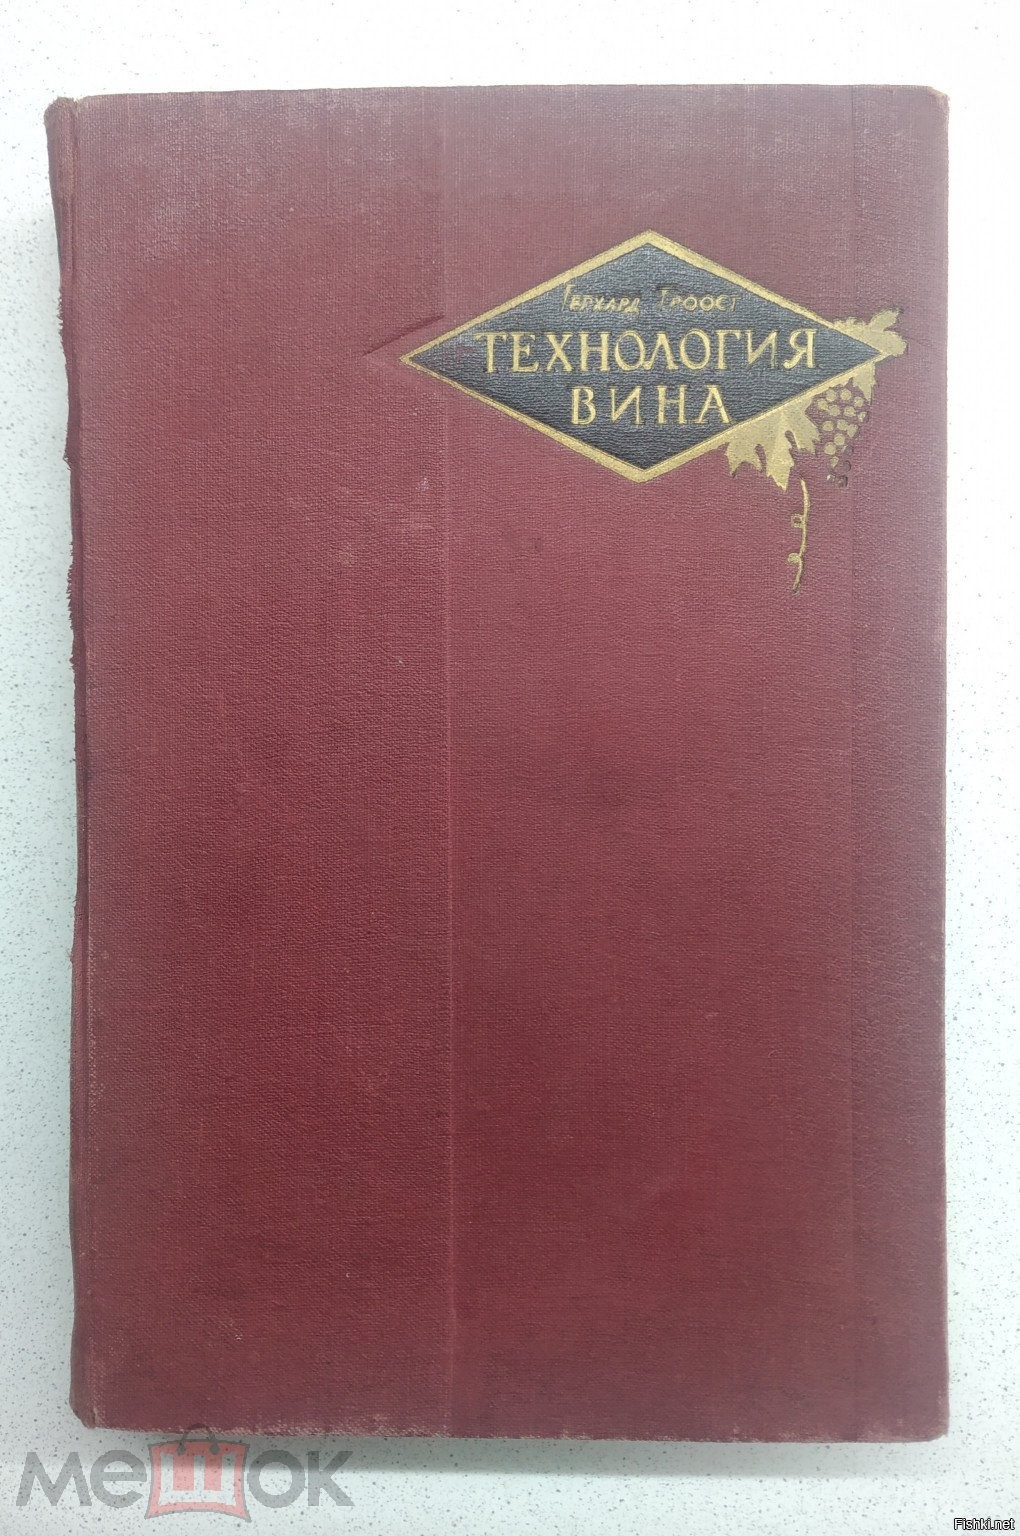 Герхард Троост
ТЕХНОЛОГИЯ
ВИНА
мешок
Fishki.net